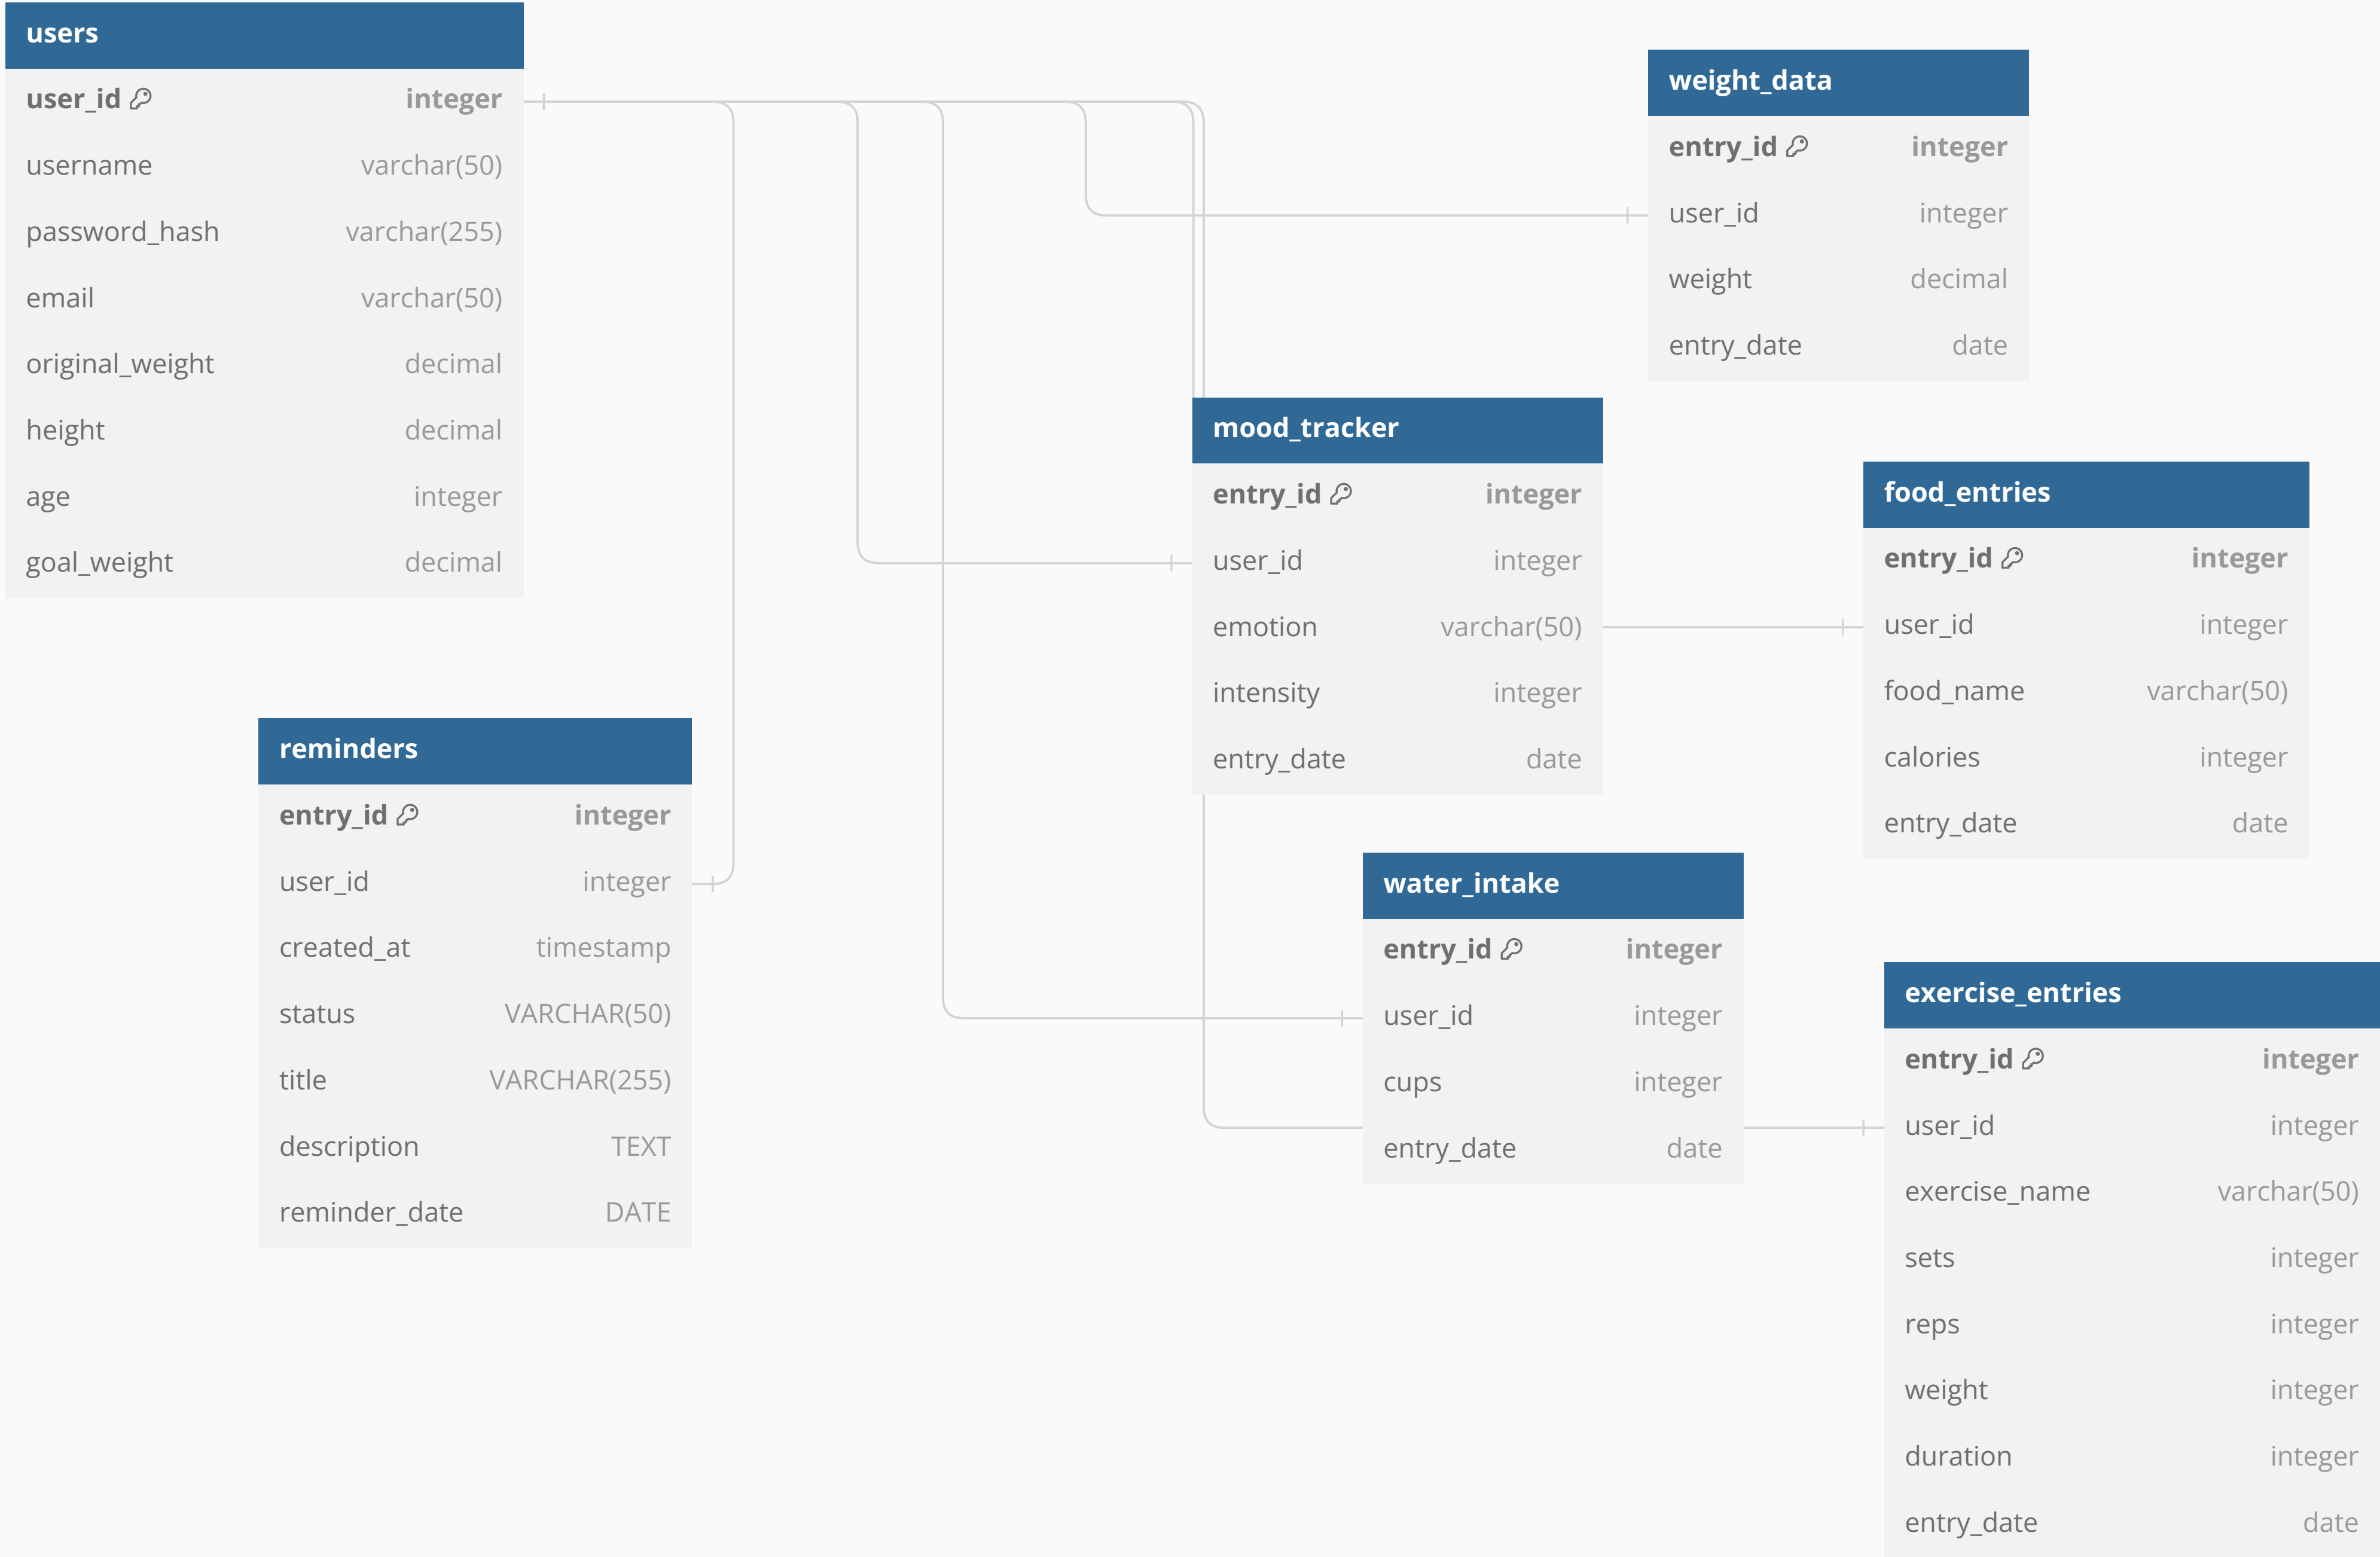 users
user_id integer
username varchar(50)
password_hash varchar(255)
email varchar(50)
original_weight decimal
height decimal
age integer
goal_weight decimal
weight_data
entry_id integer
user_id integer
weight decimal
entry_date date
mood_tracker
entry_id integer
user_id integer
emotion varchar(50)
intensity integer
entry_date date
food_entries
entry_id integer
user_id integer
food_name varchar(50)
calories integer
entry_date date
reminders
entry_id integer
user_id integer
created_at timestamp
status VARCHAR(50)
title VARCHAR(255)
description TEXT
reminder_date DATE
water_intake
entry_id integer
user_id integer
cups integer
entry_date date
exercise_entries
entry_id integer
user_id integer
exercise_name varchar(50)
sets integer
reps integer
weight integer
duration integer
entry_date date